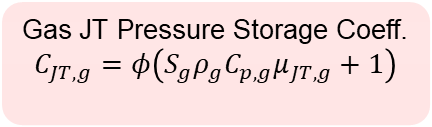 Gas JT Pressure Storage Coeff.
𝐶_{𝐽𝑇,𝑔} = 𝜙(𝑆_𝑔𝜌_𝑔𝐶_{𝑝,𝑔}𝜇_{𝐽𝑇,𝑔} + 1)